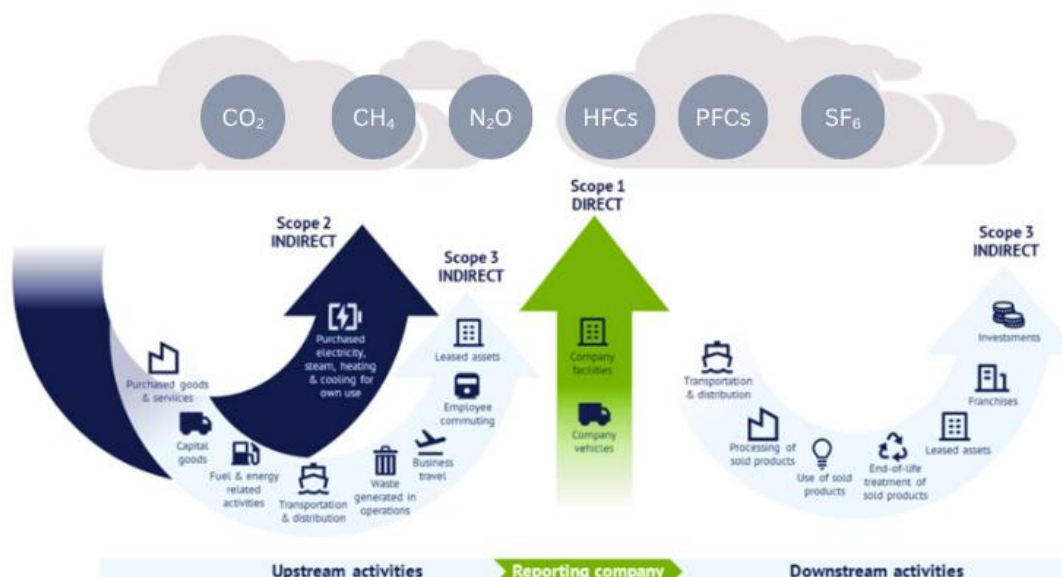 CO₂
CH₄
N₂O
HFCs
PFCs
SF₆
Scope 2
INDIRECT
Scope 3
INDIRECT
Scope 1
DIRECT
Scope 3
INDIRECT
Purchased goods
& serviices
Capital
goods
Fuel & energy
related
activities
Transportation
& distribution
Waste
generated in
operations
Business
travel
Employee
commuting
Leased assets
Purchased
electricity,
steam, heating
& cooling for
own use
Company
facilities
Company
vehicles
Transportation
& distribution
Processing of
sold products
Use of sold
products
End-of-life
treatment of
sold products
Leased assets
Franchises
Investsments
Upstream activities
Reporting company
Downstream activities